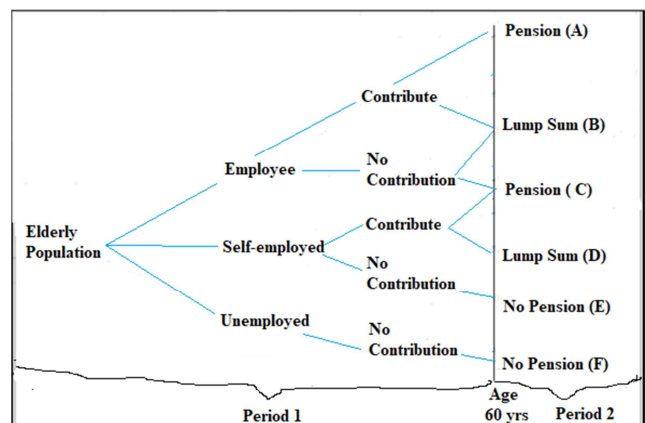 Pension (A)
Contribute
Lump Sum (B)
No
Contribution
Employee
Pension ( C)
Elderly
Population
Self-employed
Contribute
Lump Sum (D)
No
Contribution
No Pension (E)
Unemployed
No
Contribution
No Pension (F)
Period 1
Age
60 yrs
Period 2